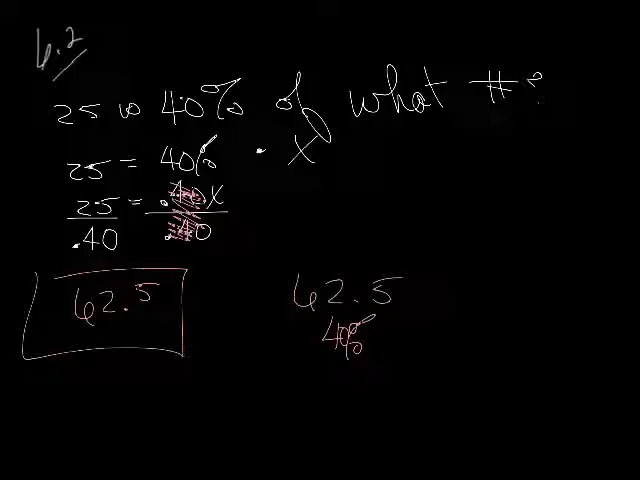 6.2
25 is 40% of what #?
25 = 40% · x
25 = .40x
.40 .40
62.5 62.5
40%